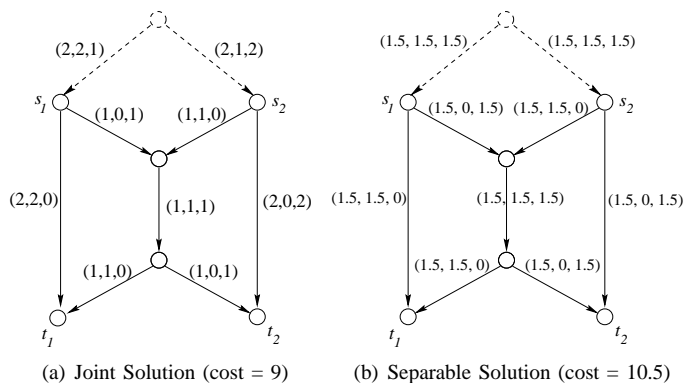 (2,2,1) (2,1,2) (1.5, 1.5, 1.5) (1.5, 1.5, 1.5)
s1 s2 s1 s2
(1,0,1) (1,1,0) (1.5, 0, 1.5) (1.5, 1.5, 0)
(2,2,0) (1,1,1) (2,0,2) (1.5, 1.5, 0) (1.5, 1.5, 1.5) (1.5, 0, 1.5)
(1,1,0) (1,0,1) (1.5, 1.5, 0) (1.5, 0, 1.5)
t1 t2 t1 t2
(a) Joint Solution (cost = 9) (b) Separable Solution (cost = 10.5)